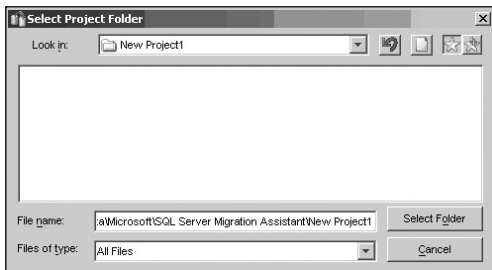 Select Project Folder
Look in:
New Project1
File name:
:a\Microsoft\SQL Server Migration Assistant\New Project1
Select Folder
Files of type:
All Files
Cancel